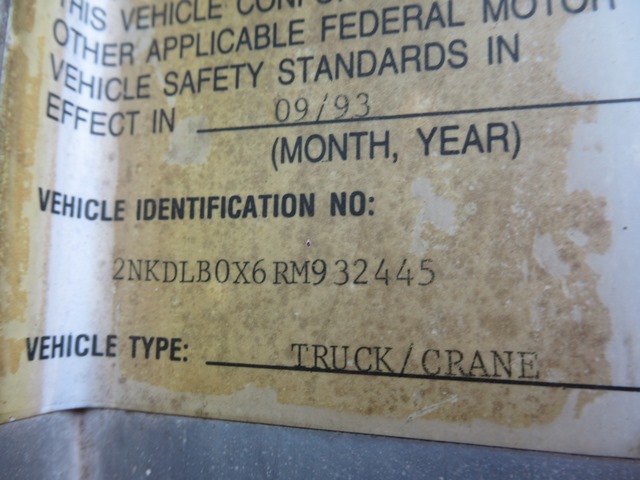 THIS VEHICLE
OTHER APPLICABLE FEDERAL MOTOR
VEHICLE SAFETY STANDARDS IN
EFFECT IN 09/93
(MONTH, YEAR)
VEHICLE IDENTIFICATION NO:
2NKDLB0X6RM932445
VEHICLE TYPE: TRUCK/CRANE